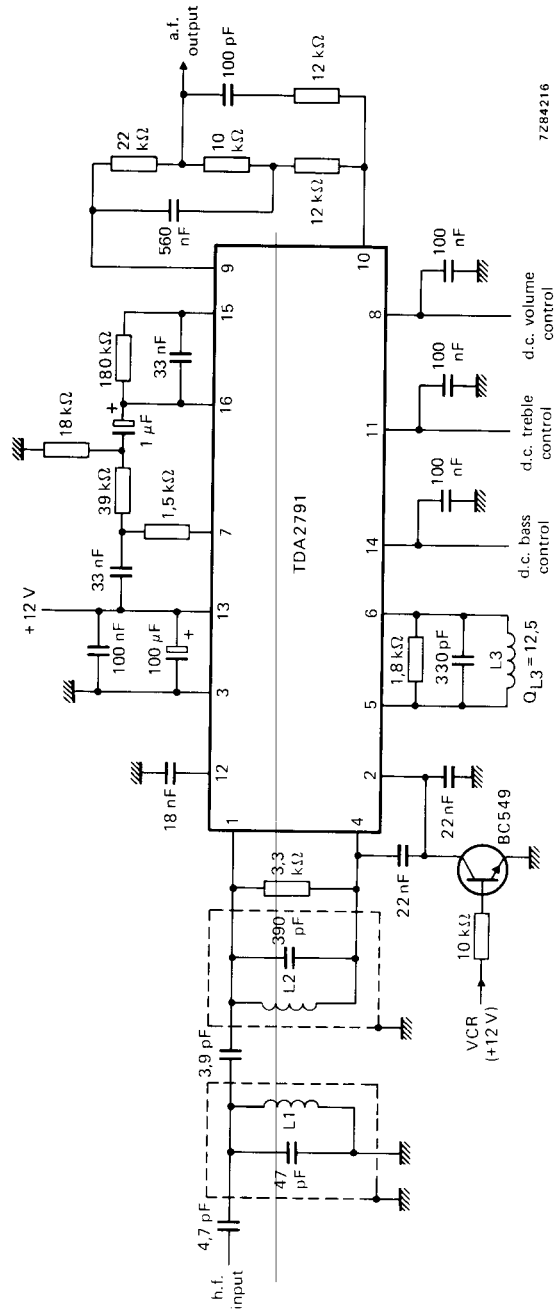 a.f.
output
22
kΩ
10
kΩ
100 pF
560
nF
12 kΩ
12 kΩ
9
10
18 kΩ
180 kΩ
39 kΩ
+
1 µF
33 nF
1,5 kΩ
33 nF
+12 V
100 nF
100 µF
+
18 nF
12
3
13
7
16
15
TDA2791
1
4
2
5
6
14
11
8
h.f.
input
4,7 pF
47
pF
L1
3,9 pF
L2
390
pF
3,3
kΩ
22 nF
22 nF
VCR
(+12 V)
10 kΩ
BC549
1,8 kΩ
330 pF
L3
QL3 = 12,5
100
nF
d.c. bass
control
100
nF
d.c. treble
control
100
nF
d.c. volume
control
7Z84216